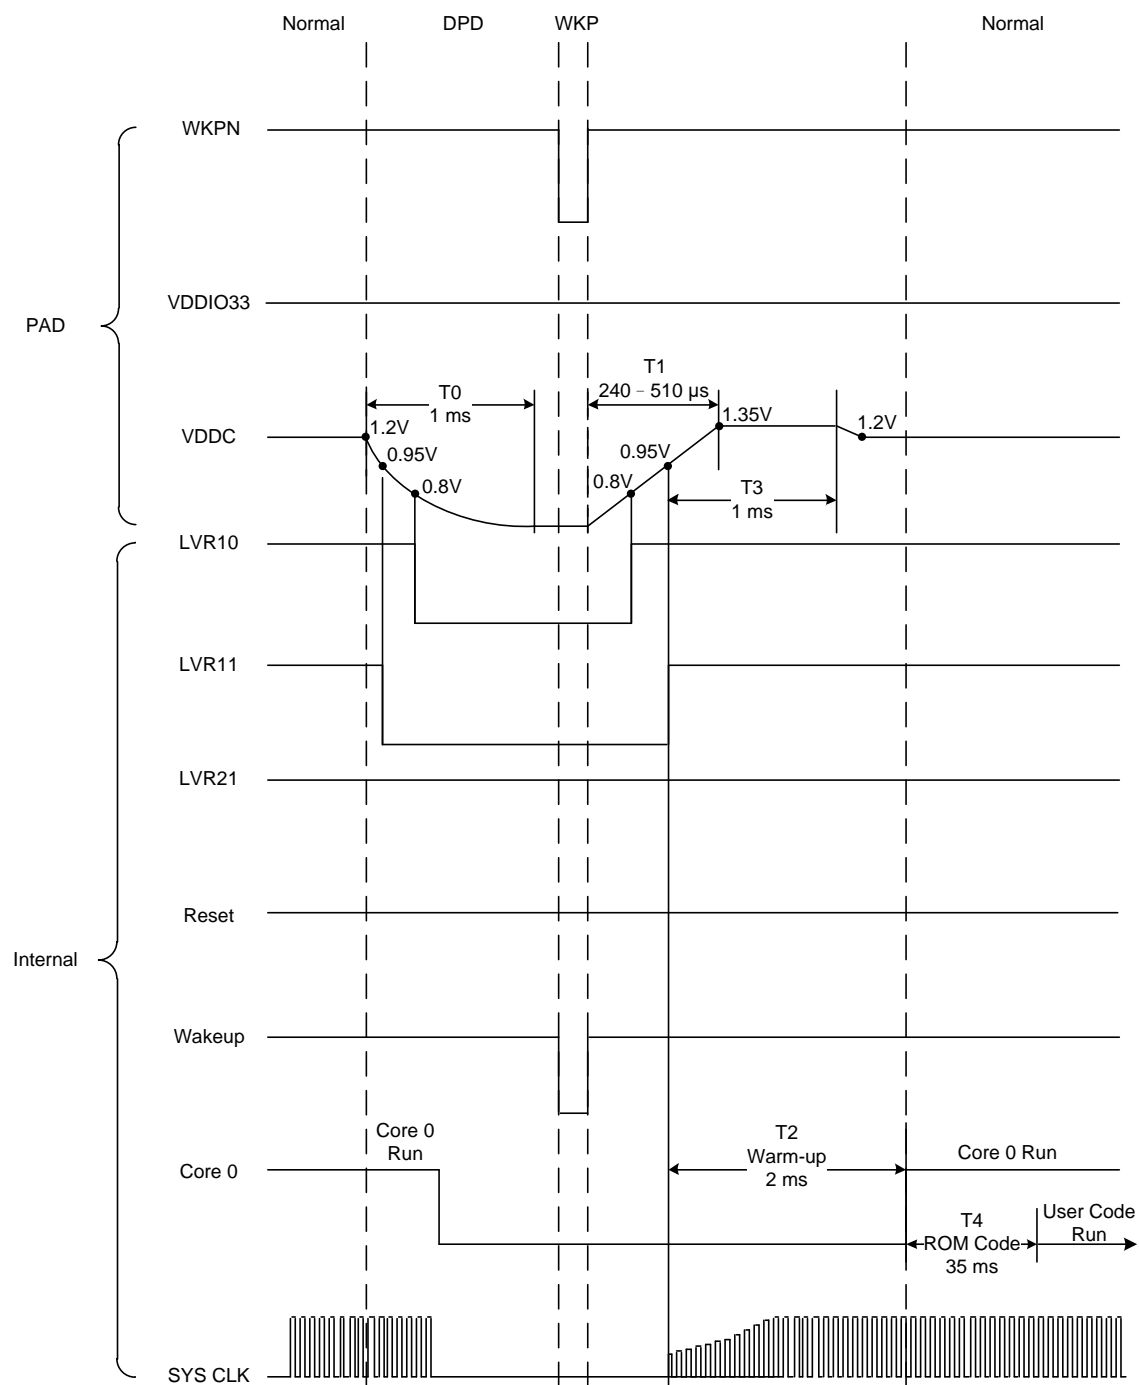 Normal DPD WKP Normal
WKPN
VDDIO33
PAD
T0
1 ms
T1
240 – 510 µs
VDDC
1.2V
0.95V
0.8V
0.8V
0.95V
1.35V
1.2V
T3
1 ms
LVR10
LVR11
LVR21
Reset
Internal
Wakeup
Core 0
Core 0
Run
T2
Warm-up
2 ms
Core 0 Run
T4
ROM Code
35 ms
User Code
Run
SYS CLK